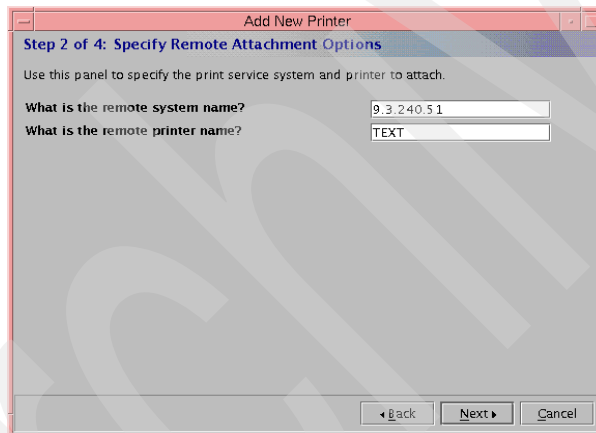 Add New Printer
Step 2 of 4: Specify Remote Attachment Options
Use this panel to specify the print service system and printer to attach.
What is the remote system name? 9.3.240.51
What is the remote printer name? TEXT
Back Next Cancel